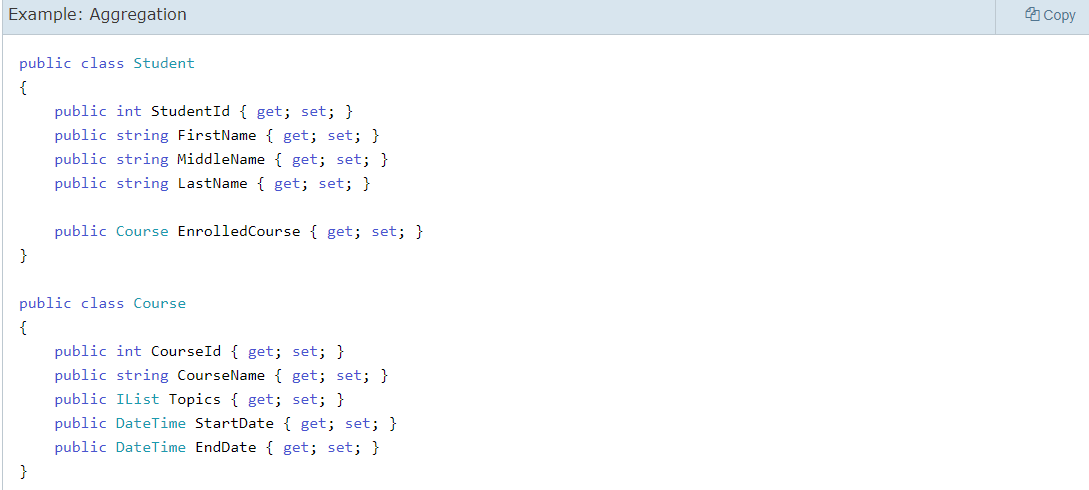 Example: Aggregation
Copy
public class Student
{
    public int StudentId { get; set; }
    public string FirstName { get; set; }
    public string MiddleName { get; set; }
    public string LastName { get; set; }

    public Course EnrolledCourse { get; set; }
}

public class Course
{
    public int CourseId { get; set; }
    public string CourseName { get; set; }
    public IList Topics { get; set; }
    public DateTime StartDate { get; set; }
    public DateTime EndDate { get; set; }
}